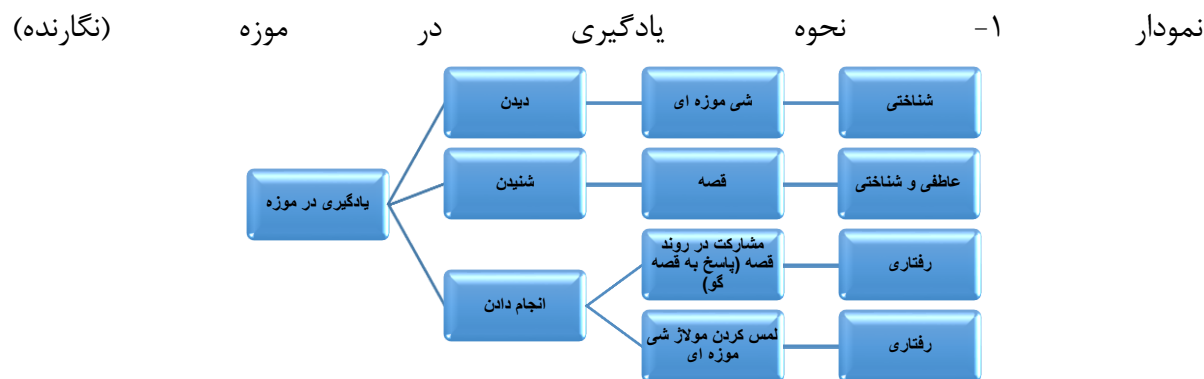 نمودار ۱- نحوه یادگیری در موزه (نگارنده)
یادگیری در موزه
دیدن
شی موزه ای
شناختی
شنیدن
قصه
عاطفی و شناختی
انجام دادن
مشارکت در روند
قصه (پاسخ به قصه
گو)
رفتاری
لمس کردن مولاژ شی
موزه ای
رفتاری